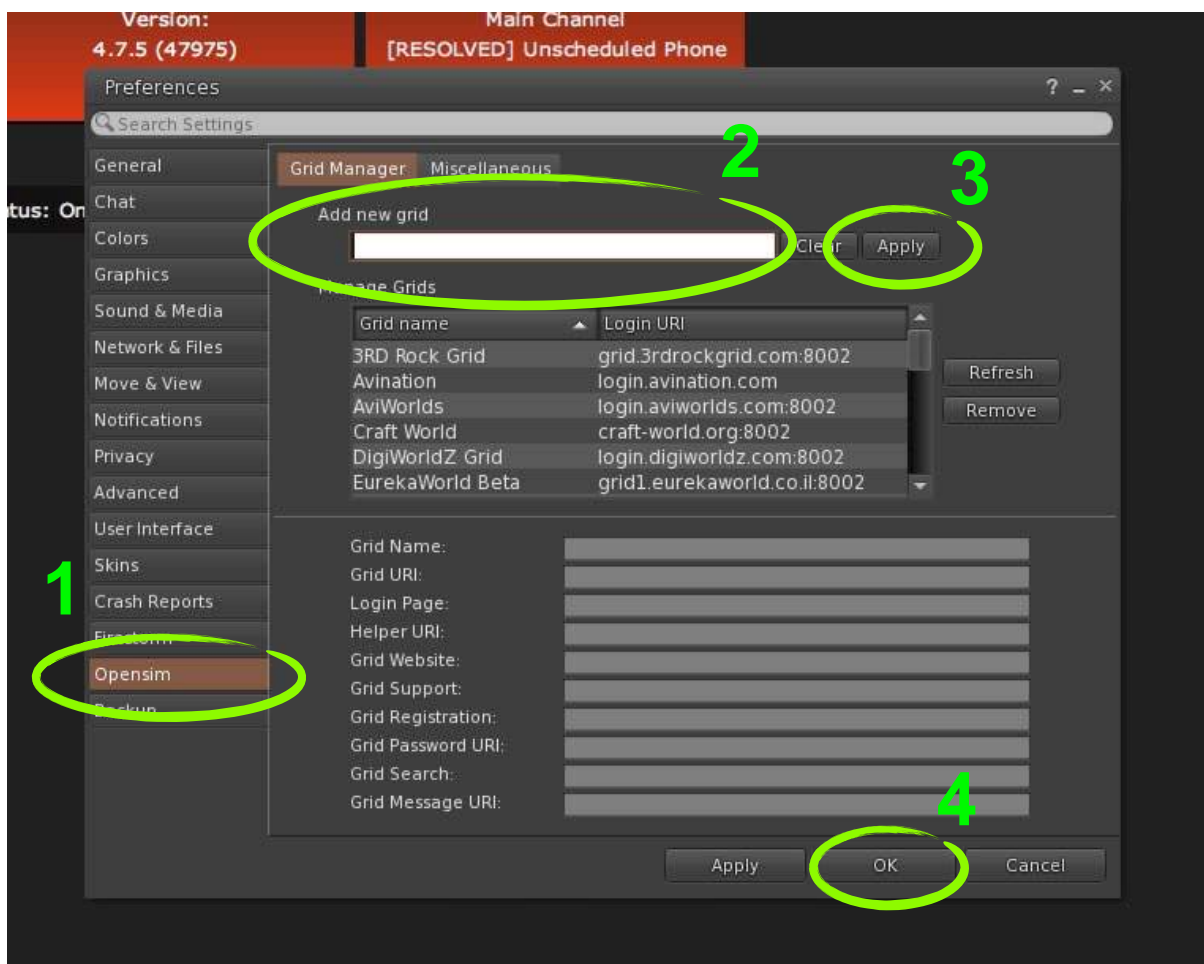 Version:
4.7.5 (47975)
Main Channel
[RESOLVED] Unscheduled Phone
tus: On
Preferences
? _ ×
Search Settings
General
Chat
Colors
Graphics
Sound & Media
Network & Files
Move & View
Notifications
Privacy
Advanced
User Interface
Skins
Crash Reports
Firestorm
Opensim
Backup
1
Grid Manager Miscellaneous
2
3
Add new grid
Clear Apply
Manage Grids
Grid name Login URI
3RD Rock Grid grid.3rdrockgrid.com:8002
Avination login.avination.com
AviWorlds login.aviworlds.com:8002
Craft World craft-world.org:8002
DigiWorldZ Grid login.digiworldz.com:8002
EurekaWorld Beta grid1.eurekaworld.co.il:8002
Refresh
Remove
Grid Name:
Grid URI:
Login Page:
Helper URI:
Grid Website:
Grid Support:
Grid Registration:
Grid Password URI:
Grid Search:
Grid Message URI:
4
Apply OK Cancel